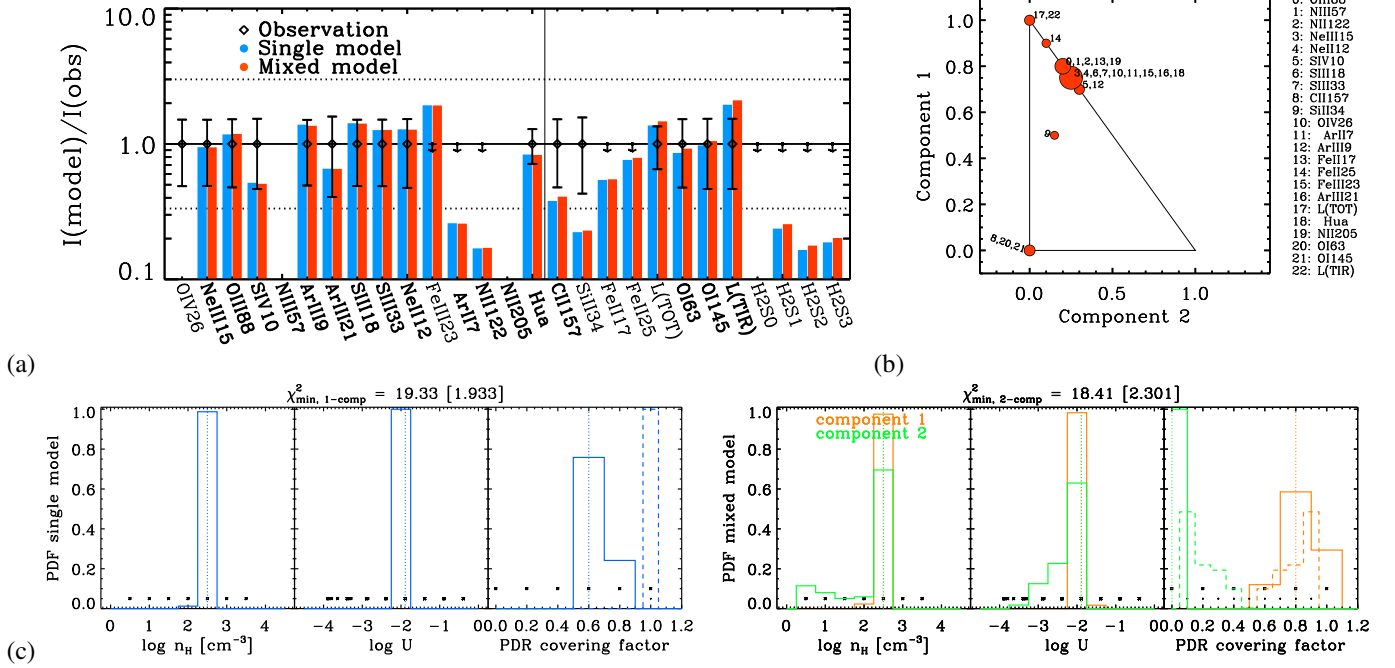 10.0
1.0
0.1
I(model)/I(obs)
Observation
Single model
Mixed model
OIV26
NeIII15
OIII88
SIV10
NIII57
ArIII9
ArIII21
SIII18
SIII33
NeII12
FeIII23
ArII7
NII122
NII205
Hua
CII157
SiII34
FeII17
FeII25
L(TOT)
OI63
OI145
L(TIR)
H2S0
H2S1
H2S2
H2S3
(a)
1.0
0.8
0.6
0.4
0.2
0.0
Component 1
17,22
14
0,1,2,13,19
3,4,6,7,10,11,15,16,18
5,12
9
8,20,21
0.0 0.5 1.0
Component 2
1: NIII57
2: NII122
3: NeIII15
4: NeII12
5: SIV10
6: SIII18
7: SIII33
8: CII157
9: SiII34
10: OIV26
11: ArII7
12: ArIII9
13: FeII17
14: FeII25
15: FeIII23
16: ArIII21
17: L(TOT)
18: Hua
19: NII205
20: OI63
21: OI145
22: L(TIR)
(b)
χ²min, 1-comp = 19.33 [1.933]
1.0
0.8
0.6
0.4
0.2
0.0
PDF single model
0 1 2 3 4
-4 -3 -2 -1 0
0.0 0.2 0.4 0.6 0.8 1.0 1.2
log nH [cm⁻³]
log U
PDR covering factor
χ²min, 2-comp = 18.41 [2.301]
component 1
component 2
1.0
0.8
0.6
0.4
0.2
0.0
PDF mixed model
0 1 2 3 4
-4 -3 -2 -1 0
0.0 0.2 0.4 0.6 0.8 1.0 1.2
log nH [cm⁻³]
log U
PDR covering factor
(c)